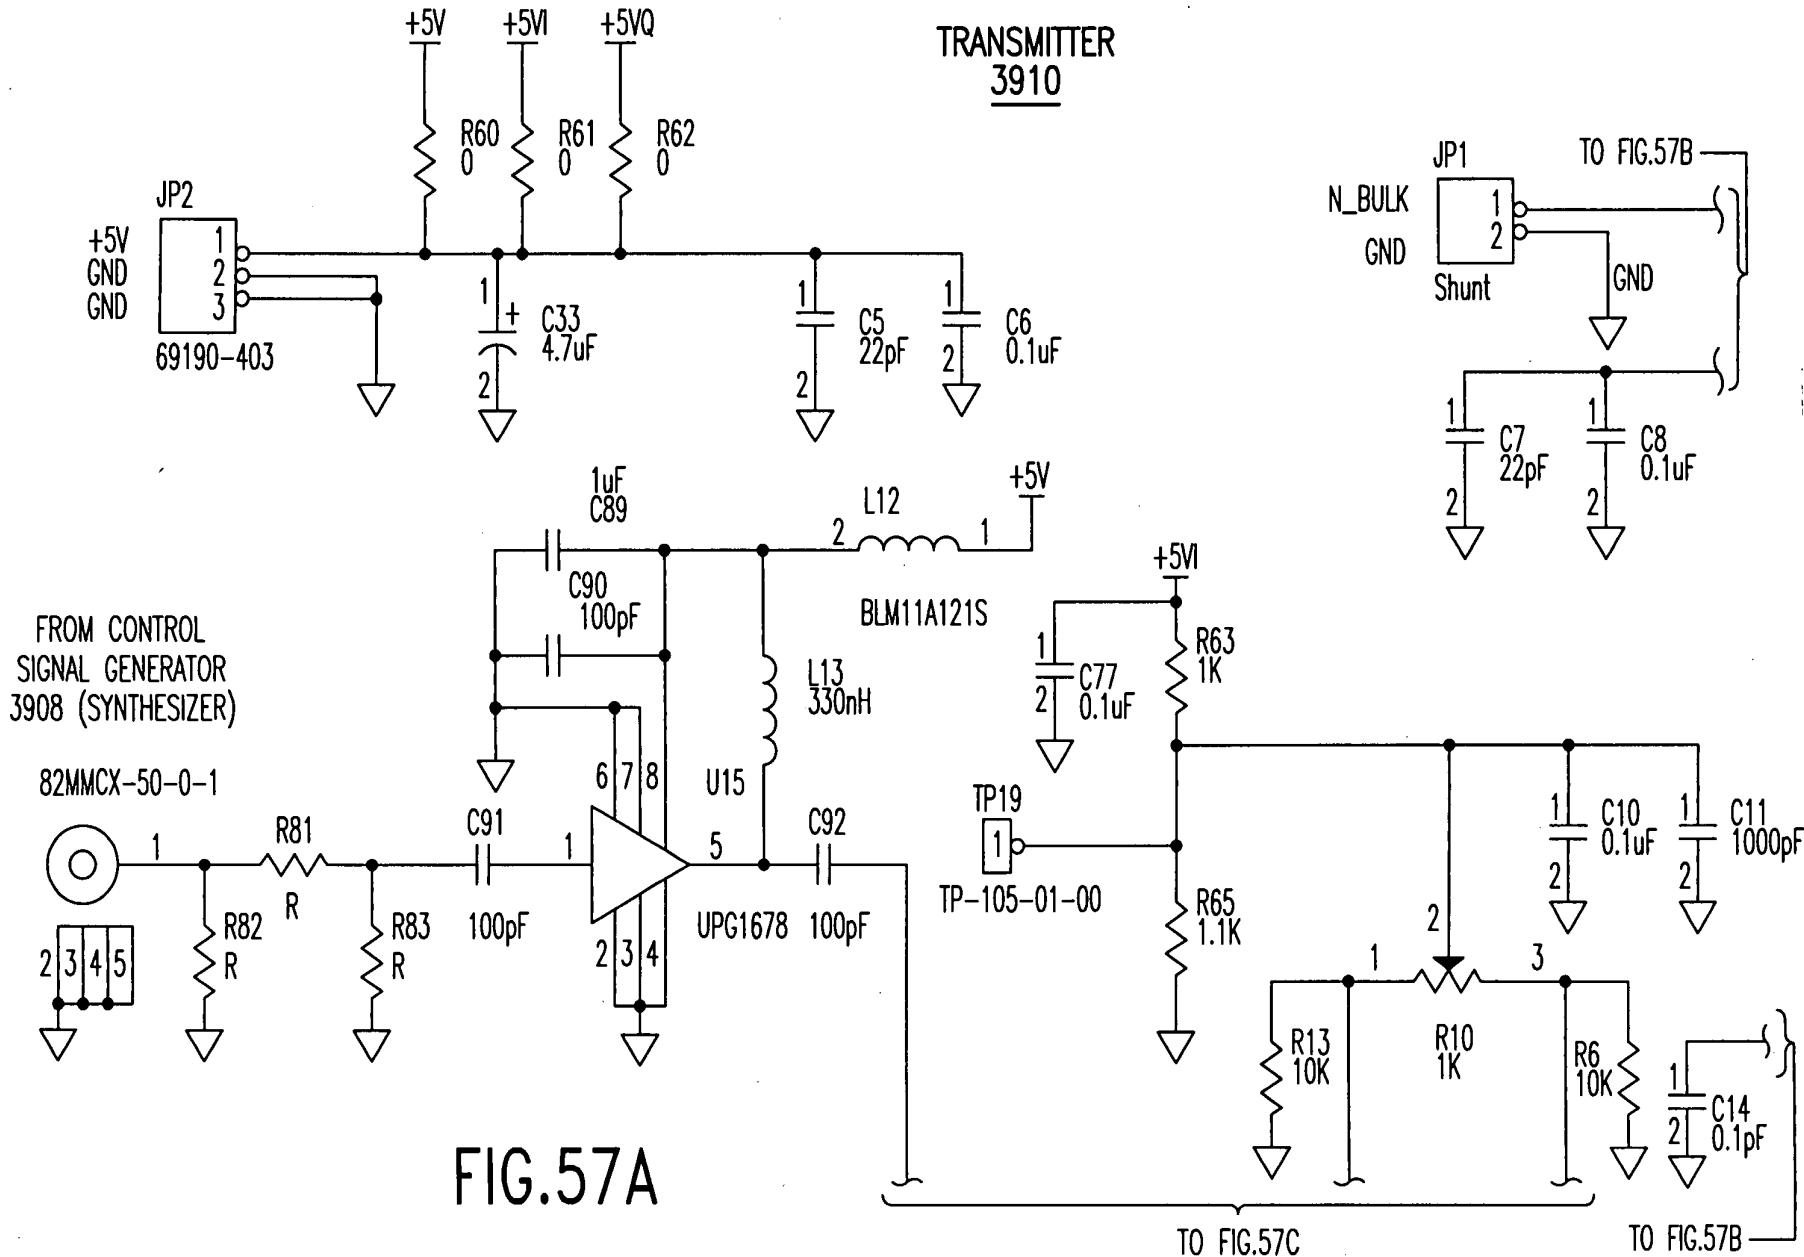 TRANSMITTER
3910
+5V
+5VI
+5VQ
R60
0
R61
0
R62
0
JP2
+5V
GND
GND
1
2
3
69190-403
1
+
C33
4.7uF
2
1
C5
22pF
2
1
C6
0.1uF
2
JP1
TO FIG.57B
N_BULK
GND
1
2
Shunt
GND
1
C7
22pF
2
1
C8
0.1uF
2
1uF
C89
C90
100pF
2
L12
1
+5V
BLM11A121S
L13
330nH
FROM CONTROL
SIGNAL GENERATOR
3908 (SYNTHESIZER)
82MMCX-50-0-1
1
R81
R
R82
R
R83
R
2
3
4
5
C91
100pF
1
6
7
8
2
3
4
U15
5
UPG1678
C92
100pF
+5VI
1
C77
0.1uF
2
R63
1K
TP19
1
TP-105-01-00
R65
1.1K
1
C10
0.1uF
2
1
C11
1000pF
2
2
1
3
R13
10K
R10
1K
R6
10K
1
C14
0.1pF
2
FIG.57A
TO FIG.57C
TO FIG.57B